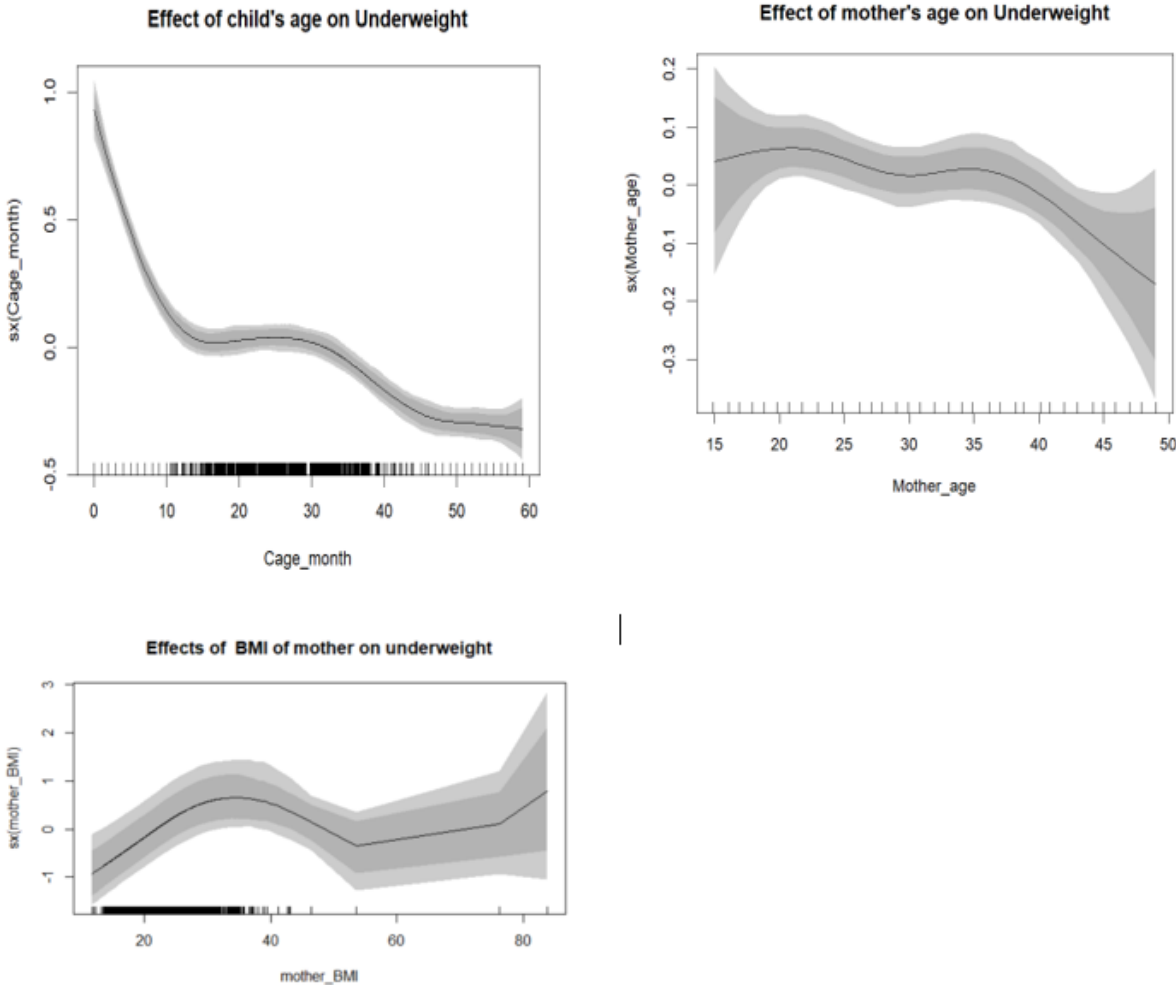 Effect of child's age on Underweight
sx(Cage_month)
1.0
0.5
0.0
-0.5
0 10 20 30 40 50 60
Cage_month
Effect of mother's age on Underweight
sx(Mother_age)
0.2
0.1
0.0
-0.1
-0.2
-0.3
15 20 25 30 35 40 45 50
Mother_age
Effects of BMI of mother on underweight
sx(mother_BMI)
3
2
1
0
-1
20 40 60 80
mother_BMI